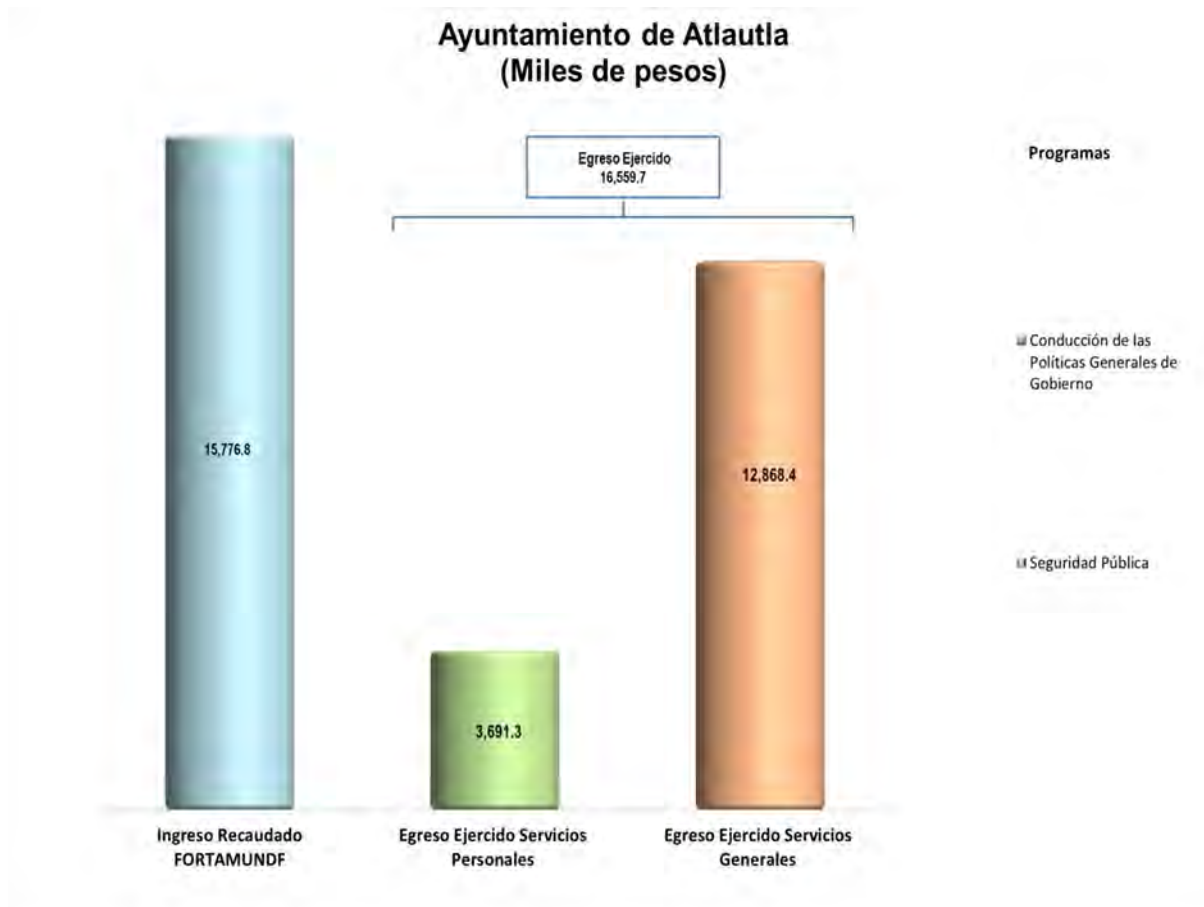 Ayuntamiento de Atlautla
(Miles de pesos)
Egreso Ejercido
16,559.7
Programas
Conducción de las
Políticas Generales de
Gobierno
15,776.8
12,868.4
Seguridad Pública
3,691.3
Ingreso Recaudado
FORTAMUNDF
Egreso Ejercido Servicios
Personales
Egreso Ejercido Servicios
Generales